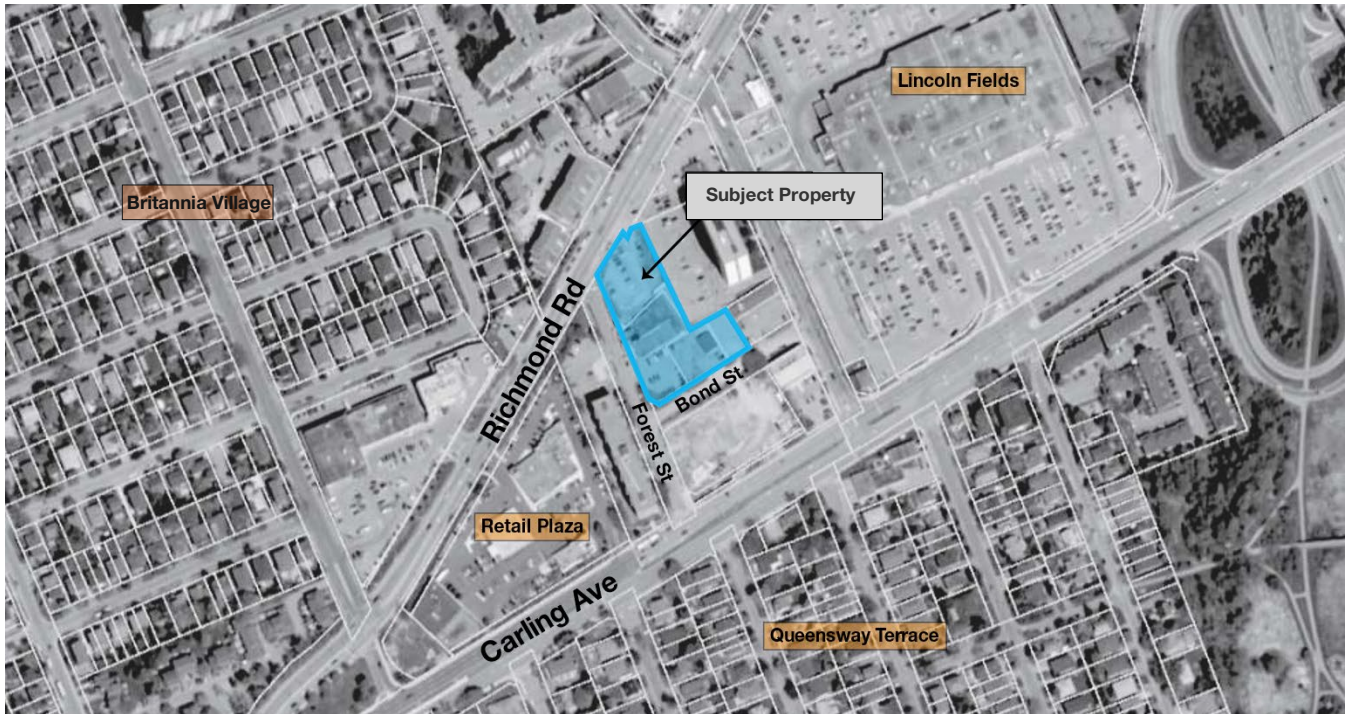 Lincoln Fields
Subject Property
Britannia Village
Richmond Rd
Bond St
Forest St
Retail Plaza
Carling Ave
Queensway Terrace